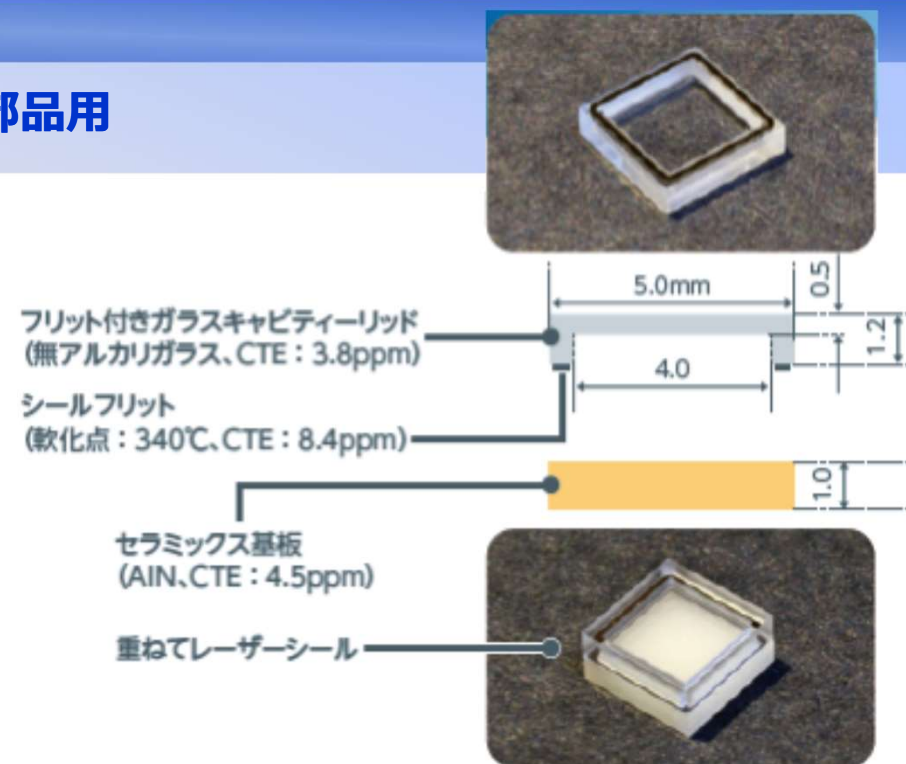 部品用
5.0mm
0.5
1.2
4.0
フリット付きガラスキャビティーリッド
(無アルカリガラス、CTE：3.8ppm)
シールフリット
(軟化点：340℃、CTE：8.4ppm)
1.0
セラミックス基板
(AlN、CTE：4.5ppm)
重ねてレーザーシール